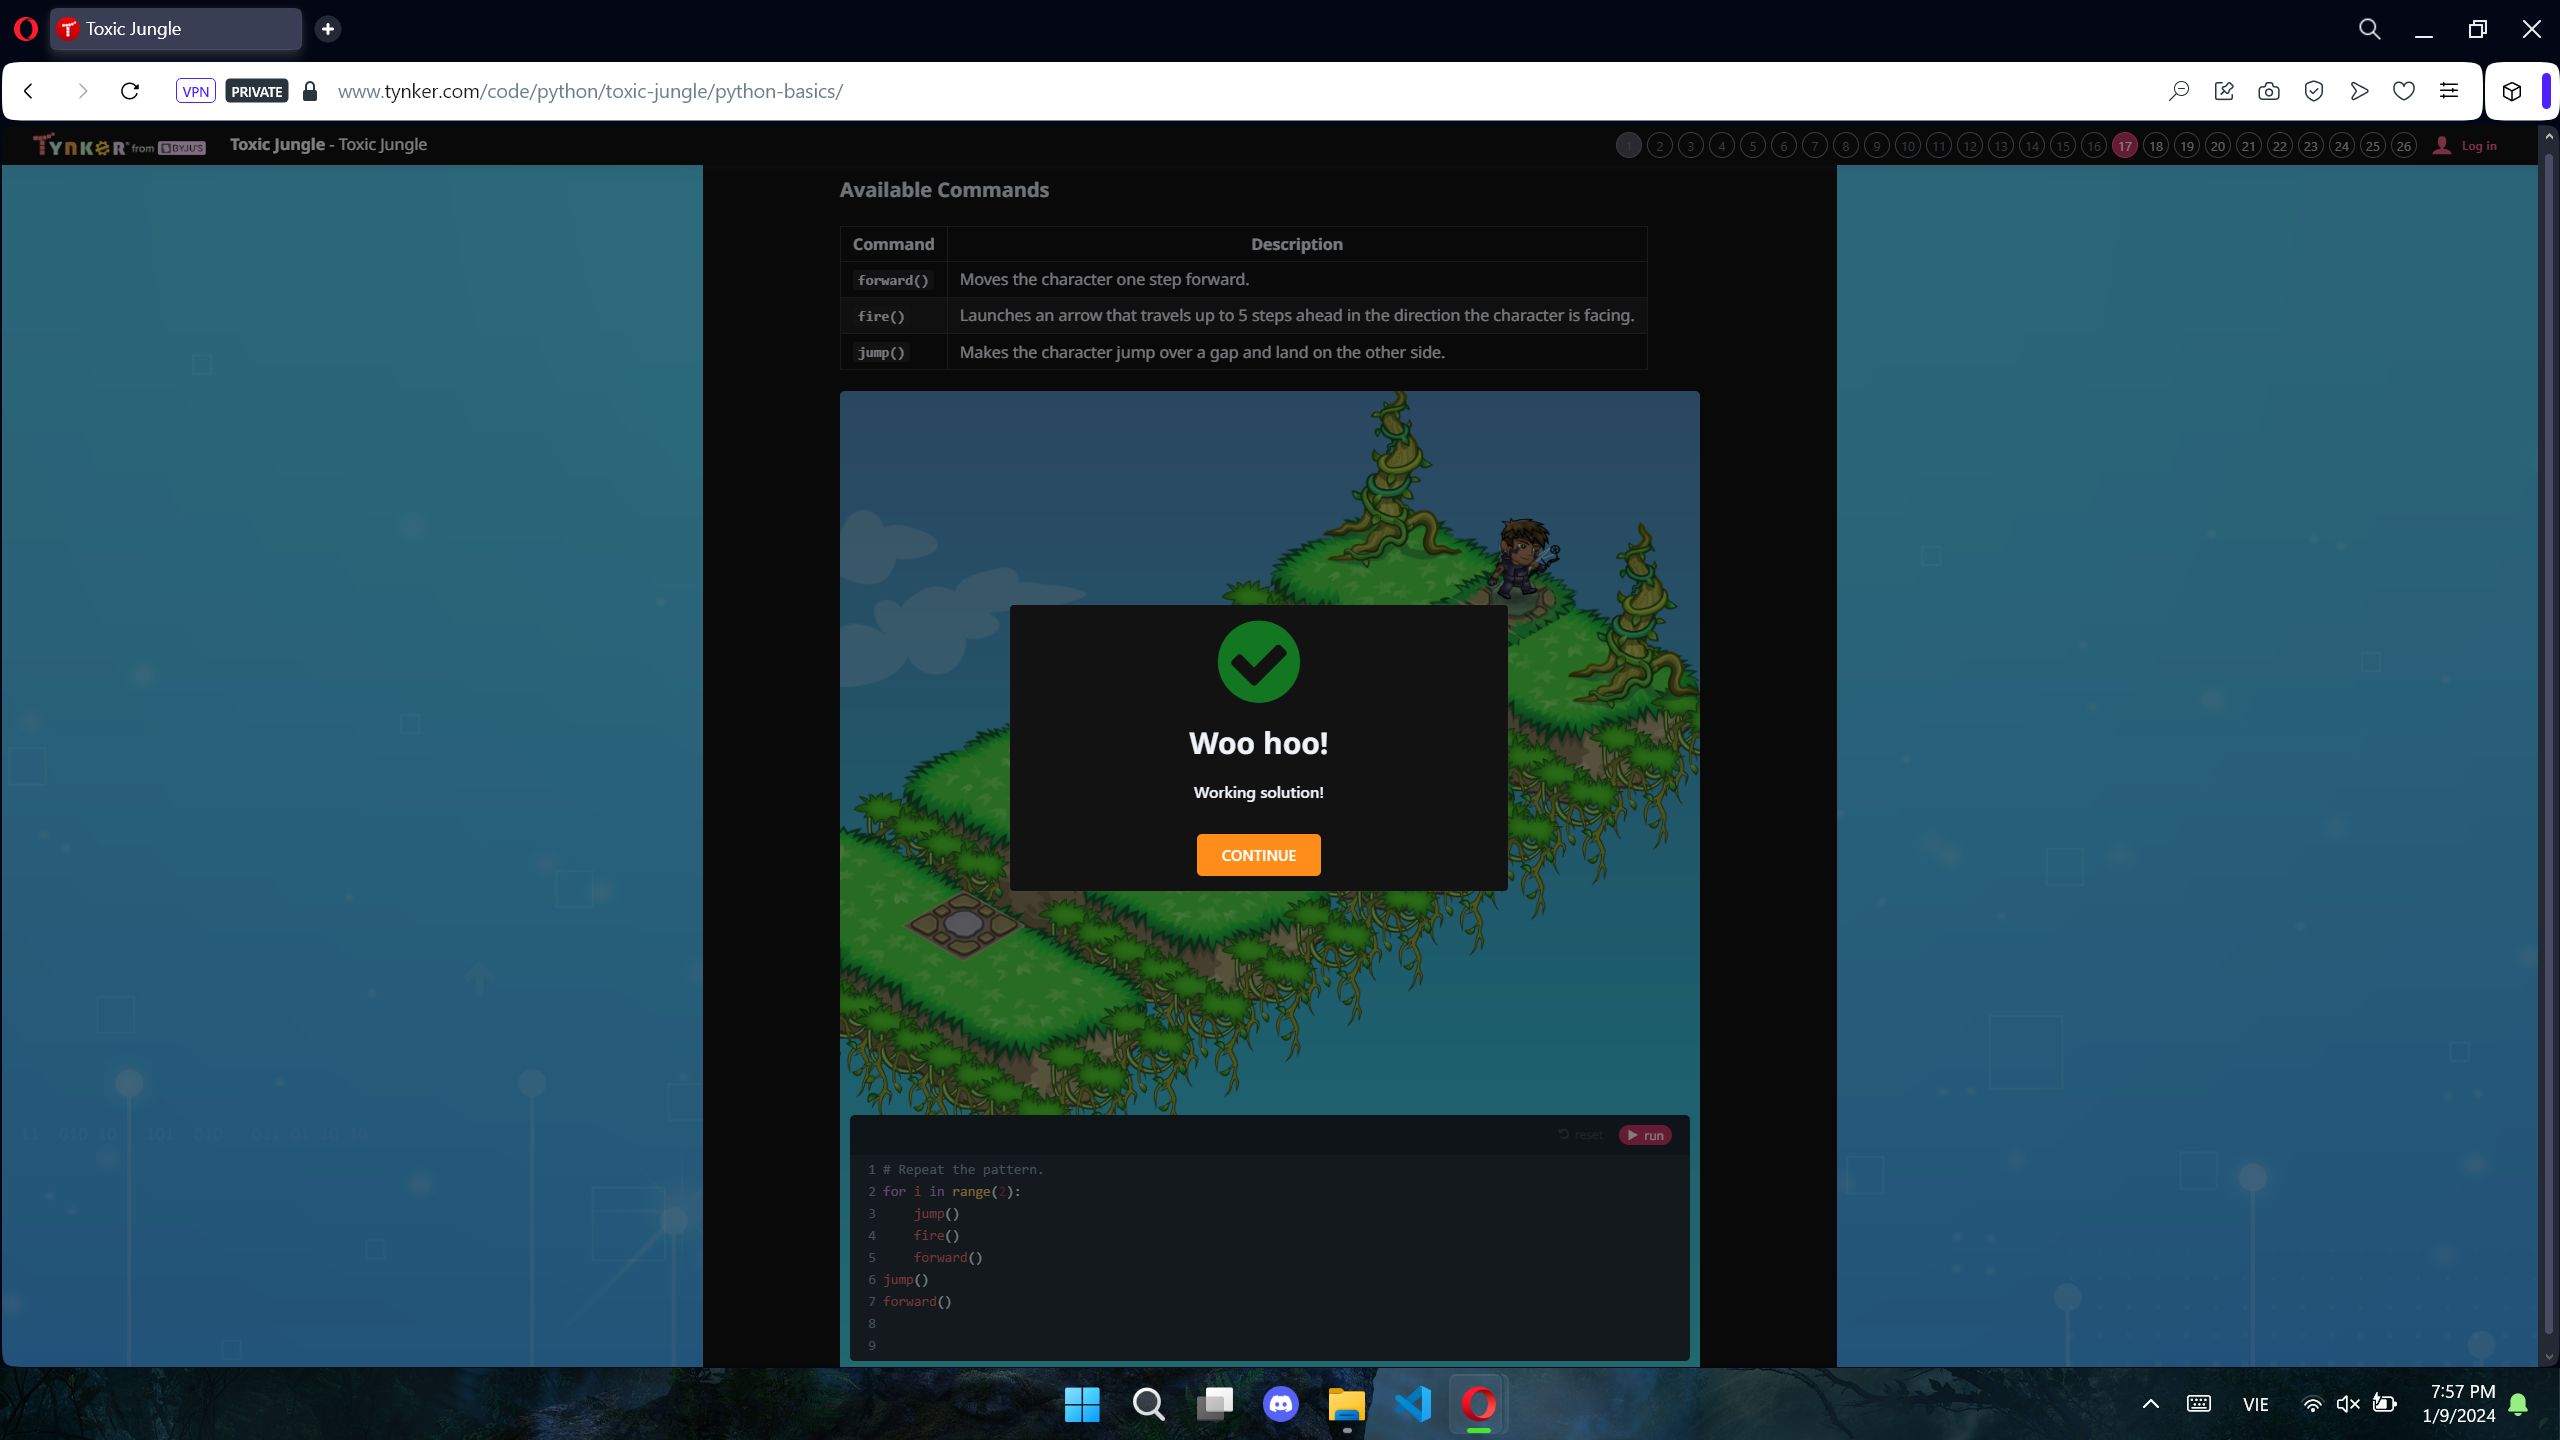 Toxic Jungle
VPN PRIVATE www.tynker.com/code/python/toxic-jungle/python-basics/
TYNKER from BYJU'S Toxic Jungle - Toxic Jungle 1 2 3 4 5 6 7 8 9 10 11 12 13 14 15 16 17 18 19 20 21 22 23 24 25 26 Log in
Available Commands
Command Description
forward() Moves the character one step forward.
fire() Launches an arrow that travels up to 5 steps ahead in the direction the character is facing.
jump() Makes the character jump over a gap and land on the other side.
Woo hoo!
Working solution!
CONTINUE
reset run
1 # Repeat the pattern.
2 for i in range(2):
3 jump()
4 fire()
5 forward()
6 jump()
7 forward()
8
9
VIE
7:57 PM
1/9/2024